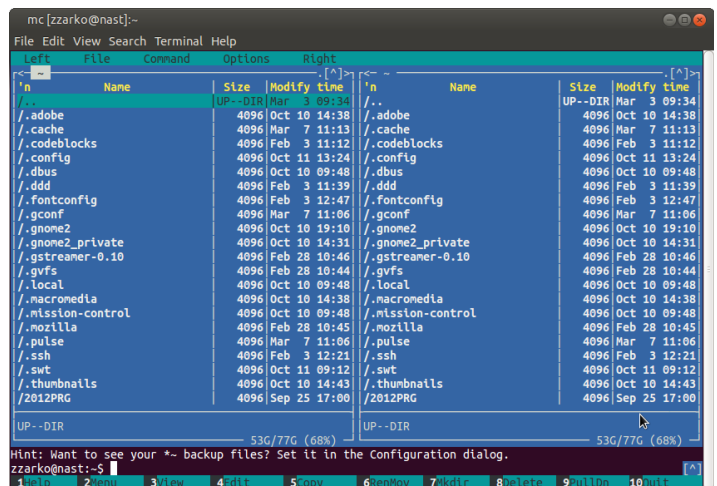 mc [zzarko@nast]:~
File Edit View Search Terminal Help
Left File Command Options Right
<- ~ .[^]> <- ~ .[^]>
'n Name Size Modify time 'n Name Size Modify time
/.. UP--DIR Mar 3 09:34 /.. UP--DIR Mar 3 09:34
/.adobe 4096 Oct 10 14:38 /.adobe 4096 Oct 10 14:38
/.cache 4096 Mar 7 11:13 /.cache 4096 Mar 7 11:13
/.codeblocks 4096 Feb 3 11:12 /.codeblocks 4096 Feb 3 11:12
/.config 4096 Oct 11 13:24 /.config 4096 Oct 11 13:24
/.dbus 4096 Oct 10 09:48 /.dbus 4096 Oct 10 09:48
/.ddd 4096 Feb 3 11:39 /.ddd 4096 Feb 3 11:39
/.fontconfig 4096 Feb 3 12:47 /.fontconfig 4096 Feb 3 12:47
/.gconf 4096 Mar 7 11:06 /.gconf 4096 Mar 7 11:06
/.gnome2 4096 Oct 10 19:10 /.gnome2 4096 Oct 10 19:10
/.gnome2_private 4096 Oct 10 14:31 /.gnome2_private 4096 Oct 10 14:31
/.gstreamer-0.10 4096 Feb 28 10:46 /.gstreamer-0.10 4096 Feb 28 10:46
/.gvfs 4096 Feb 28 10:44 /.gvfs 4096 Feb 28 10:44
/.local 4096 Oct 10 09:48 /.local 4096 Oct 10 09:48
/.macromedia 4096 Oct 10 14:38 /.macromedia 4096 Oct 10 14:38
/.mission-control 4096 Oct 10 09:48 /.mission-control 4096 Oct 10 09:48
/.mozilla 4096 Feb 28 10:45 /.mozilla 4096 Feb 28 10:45
/.pulse 4096 Mar 7 11:06 /.pulse 4096 Mar 7 11:06
/.ssh 4096 Feb 3 12:21 /.ssh 4096 Feb 3 12:21
/.swt 4096 Oct 11 09:12 /.swt 4096 Oct 11 09:12
/.thumbnails 4096 Oct 10 14:43 /.thumbnails 4096 Oct 10 14:43
/2012PRG 4096 Sep 25 17:00 /2012PRG 4096 Sep 25 17:00
UP--DIR UP--DIR
53G/77G (68%) 53G/77G (68%)
Hint: Want to see your *~ backup files? Set it in the Configuration dialog.
zzarko@nast:~$ [^]
1Help 2Menu 3View 4Edit 5Copy 6RenMov 7Mkdir 8Delete 9PullDn 10Quit